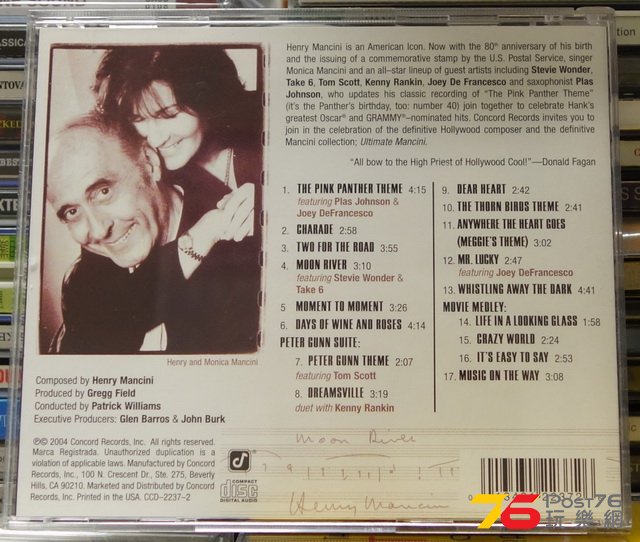 Henry Mancini is an American Icon. Now with the 80th anniversary of his birth
and the issuing of a commemorative stamp by the U.S. Postal Service, singer
Monica Mancini and an all–star lineup of guest artists including Stevie Wonder,
Take 6, Tom Scott, Kenny Rankin, Joey De Francesco and saxophonist Plas
Johnson, who updates his classic recording of "The Pink Panther Theme"
(it's the Panther's birthday, too: number 40) join together to celebrate Hank's
greatest Oscar® and GRAMMY®–nominated hits. Concord Records invites you to
join in the celebration of the definitive Hollywood composer and the definitive
Mancini collection; Ultimate Mancini.
"All bow to the High Priest of Hollywood Cool!"—Donald Fagan
1. THE PINK PANTHER THEME 4:15
featuring Plas Johnson &
Joey DeFrancesco
2. CHARADE 2:58
3. TWO FOR THE ROAD 3:55
4. MOON RIVER 3:10
featuring Stevie Wonder &
Take 6
5 MOMENT TO MOMENT 3:26
6. DAYS OF WINE AND ROSES 4:14
PETER GUNN SUITE:
7. PETER GUNN THEME 2:07
featuring Tom Scott
8. DREAMSVILLE 3:19
duet with Kenny Rankin
9. DEAR HEART 2:42
10. THE THORN BIRDS THEME 2:41
11. ANYWHERE THE HEART GOES
(MEGGIE'S THEME) 3:02
12. MR. LUCKY 2:47
featuring Joey DeFrancesco
13. WHISTLING AWAY THE DARK 4:41
MOVIE MEDLEY:
14. LIFE IN A LOOKING GLASS 1:58
15. CRAZY WORLD 2:24
16. IT'S EASY TO SAY 2:53
17. MUSIC ON THE WAY 3:08
Henry and Monica Mancini
Composed by Henry Mancini
Produced by Gregg Field
Conducted by Patrick Williams
Executive Producers: Glen Barros & John Burk
℗© 2004 Concord Records, Inc. All rights reserved.
Marca Registrada. Unauthorized duplication is a
violation of applicable laws. Manufactured by Concord
Records, Inc., 100 N. Crescent Dr., Ste. 275, Beverly
Hills, CA 90210. Marketed and Distributed by Concord
Records, Inc. Printed in the USA. CCD–2237–2
COMPACT
disc
DIGITAL AUDIO
Moon River
Henry Mancini
76 Post76
玩樂網